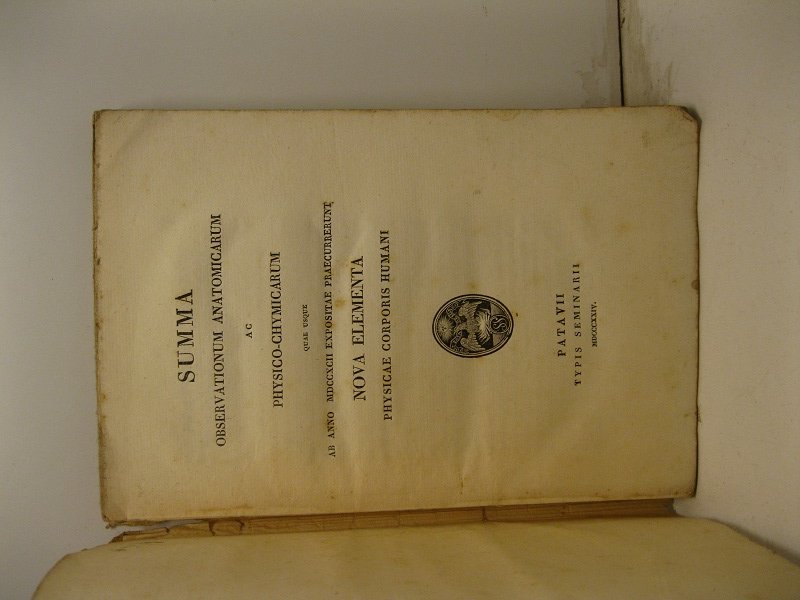 SUMMA
OBSERVATIONUM ANATOMICARUM
AC
PHYSICO-CHYMICARUM
QUAE USQUE
AB ANNO MDCCXCII EXPOSITAE PRAECURRERUNT
NOVA ELEMENTA
PHYSICAE CORPORIS HUMANI
PATAVII
TYPIS SEMINARII
MDCCCXXIV.